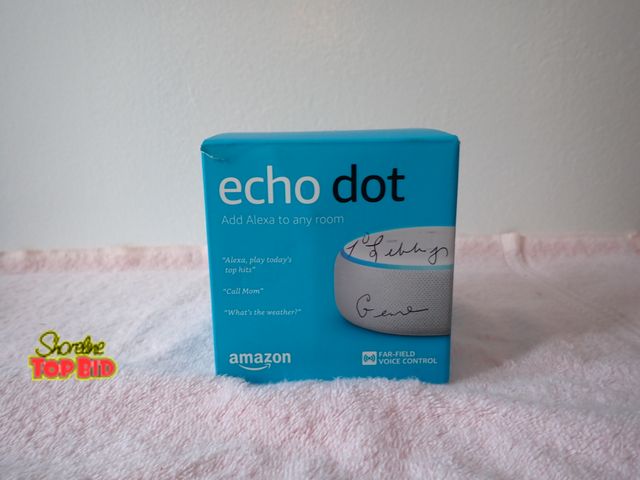 echo dot
Add Alexa to any room
"Alexa, play today's
top hits"
"Call Mom"
"What's the weather?"
amazon
FAR-FIELD
VOICE CONTROL
Gene
Shoreline
TOP BID